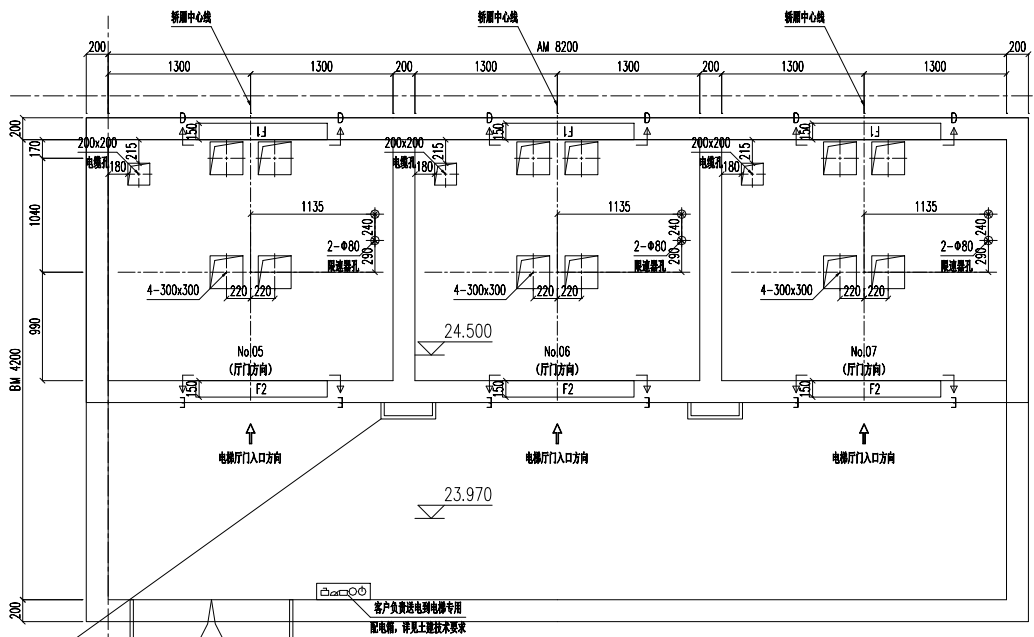 轿厢中心线
轿厢中心线
轿厢中心线
200
AM 8200
200
1300
1300
200
1300
1300
200
1300
1300
D
D
D
D
D
D
200
150
F1
150
F1
150
F1
170
200x200
电缆孔
215
180
200x200
电缆孔
215
180
200x200
电缆孔
215
180
1040
1135
240
290
1135
240
290
1135
240
290
2-Φ80
限速器孔
2-Φ80
限速器孔
2-Φ80
限速器孔
4-300x300
220
220
4-300x300
220
220
4-300x300
220
220
990
24.500
No.05
(厅门方向)
No.06
(厅门方向)
No.07
(厅门方向)
BM 4200
150
F2
150
F2
150
F2
电梯厅门入口方向
电梯厅门入口方向
电梯厅门入口方向
23.970
200
客户负责送电到电梯专用
配电箱，详见土建技术要求